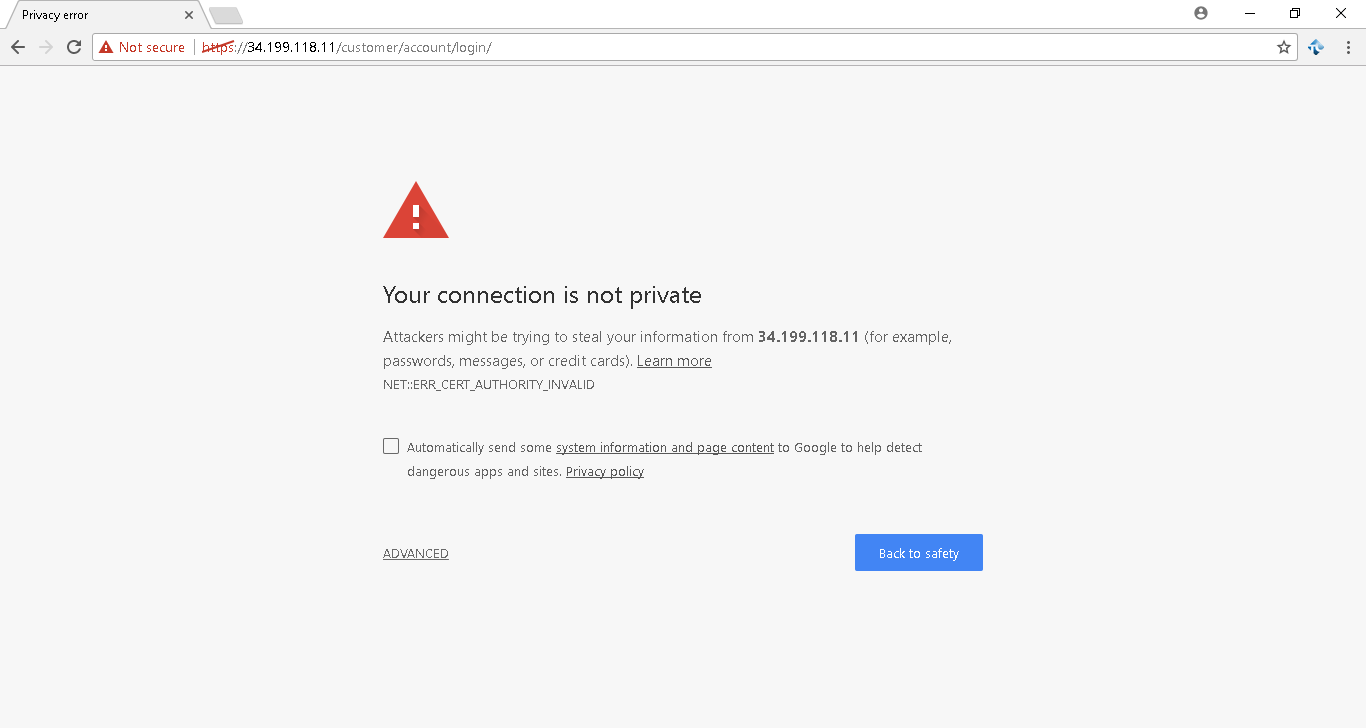 Privacy error
Not secure https://34.199.118.11/customer/account/login/
Your connection is not private
Attackers might be trying to steal your information from 34.199.118.11 (for example,
passwords, messages, or credit cards). Learn more
NET::ERR_CERT_AUTHORITY_INVALID
Automatically send some system information and page content to Google to help detect
dangerous apps and sites. Privacy policy
ADVANCED
Back to safety